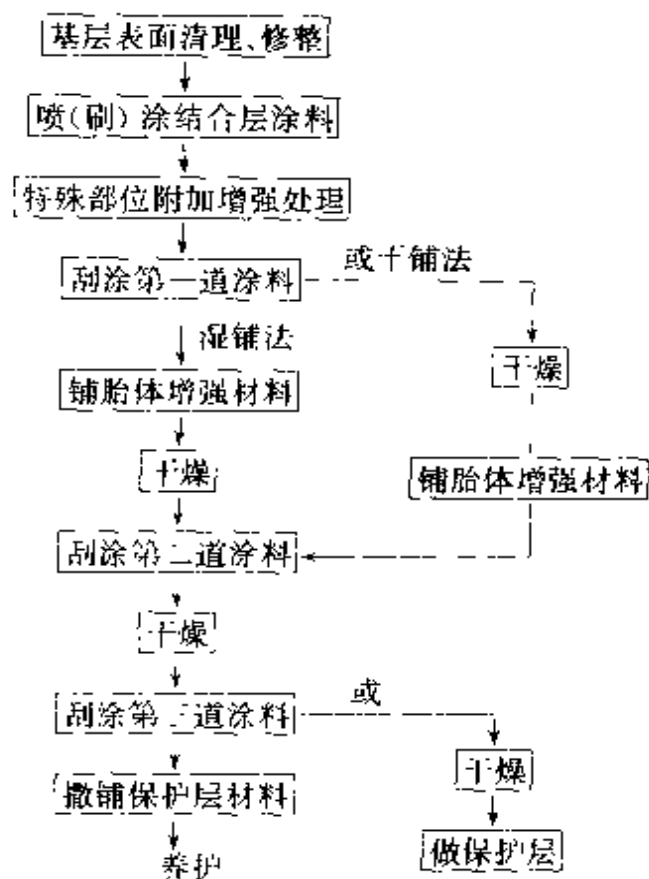 基层表面清理、修整
喷(刷)涂结合层涂料
特殊部位附加增强处理
刮涂第一道涂料
或干铺法
湿铺法
干燥
铺胎体增强材料
干燥
铺胎体增强材料
刮涂第二道涂料
干燥
刮涂第三道涂料
或
干燥
撒铺保护层材料
养护
做保护层